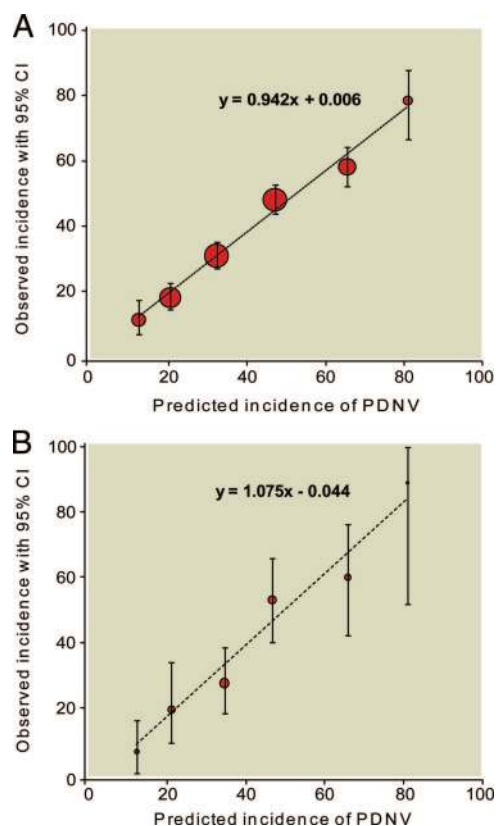 A
Observed incidence with 95% CI
100
80
60
40
20
0
y = 0.942x + 0.006
0 20 40 60 80 100
Predicted incidence of PDNV
B
Observed incidence with 95% CI
100
80
60
40
20
0
y = 1.075x - 0.044
0 20 40 60 80 100
Predicted incidence of PDNV